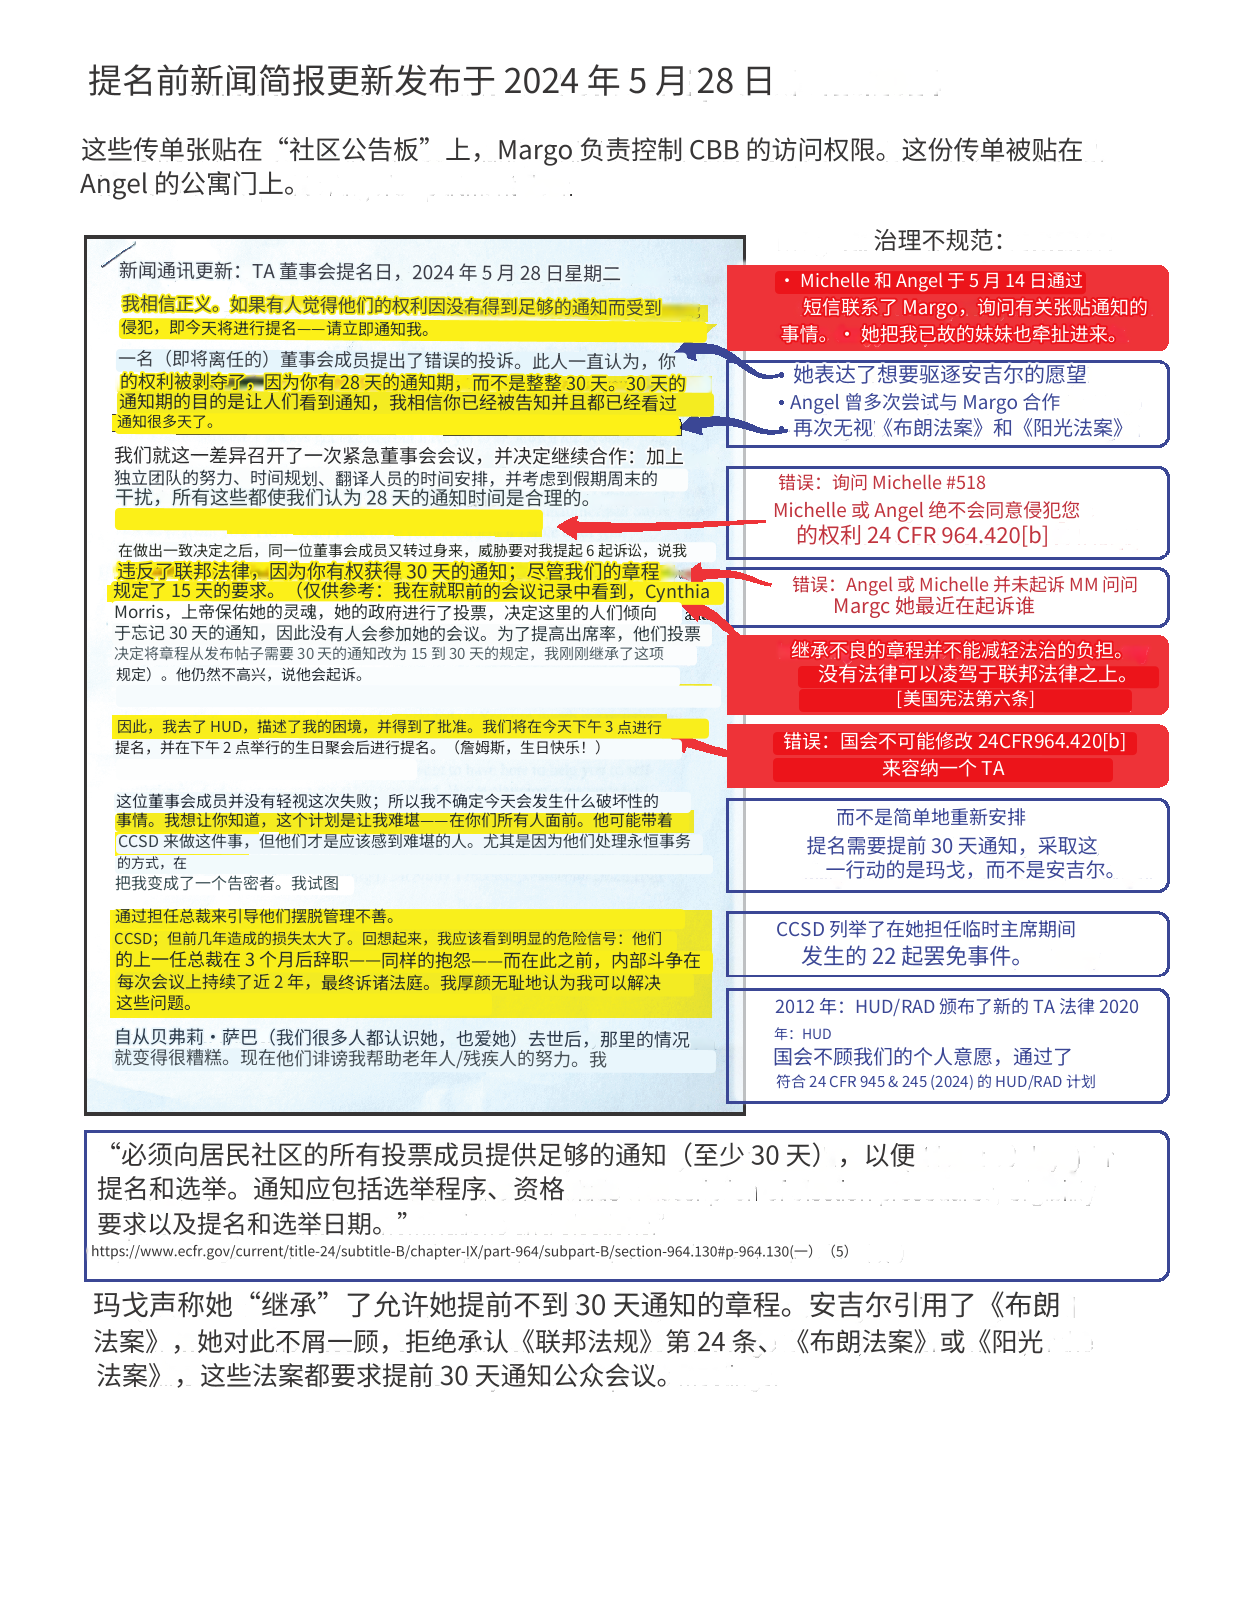 提名前新闻简报更新发布于 2024 年 5 月 28 日
这些传单张贴在“社区公告板”上，Margo 负责控制 CBB 的访问权限。这份传单被贴在
Angel 的公寓门上。
新闻通讯更新：TA 董事会提名日，2024 年 5 月 28 日星期二
我相信正义。如果有人觉得他们的权利因没有得到足够的通知而受到
侵犯，即今天将进行提名——请立即通知我。
一名（即将离任的）董事会成员提出了错误的投诉。此人一直认为，你
的权利被剥夺了，因为你有 28 天的通知期，而不是整整 30 天。 30 天的
通知期的目的是让人们看到通知，我相信你已经被告知并且都已经看过
通知很多天了。
我们就这一差异召开了一次紧急董事会会议，并决定继续合作：加上
独立团队的努力、时间规划、翻译人员的时间安排，并考虑到假期周末的
干扰，所有这些都使我们认为 28 天的通知时间是合理的。
在做出一致决定之后，同一位董事会成员又转过身来，威胁要对我提起 6 起诉讼，说我
违反了联邦法律，因为你有权获得 30 天的通知；尽管我们的章程
规定了 15 天的要求。（仅供参考：我在就职前的会议记录中看到，Cynthia
Morris，上帝保佑她的灵魂，她的政府进行了投票，决定这里的人们倾向
于忘记 30 天的通知，因此没有人会参加她的会议。为了提高出席率，他们投票
决定将章程从发布帖子需要 30 天的通知改为 15 到 30 天的规定，我刚刚继承了这项
规定）。他仍然不高兴，说他会起诉。
因此，我去了 HUD，描述了我的困境，并得到了批准。我们将在今天下午 3 点进行
提名，并在下午 2 点举行的生日聚会后进行提名。（詹姆斯，生日快乐！）
这位董事会成员并没有轻视这次失败；所以我不确定今天会发生什么破坏性的
事情。我想让你知道，这个计划是让我难堪——在你们所有人面前。他可能带着
CCSD 来做这件事，但他们才是应该感到难堪的人。尤其是因为他们处理永恒事务
的方式，在
把我变成了一个告密者。我试图
通过担任总裁来引导他们摆脱管理不善。
CCSD；但前几年造成的损失太大了。回想起来，我应该看到明显的危险信号：他们
的上一任总裁在 3 个月后辞职——同样的抱怨——而在此之前，内部斗争在
每次会议上持续了近 2 年，最终诉诸法庭。我厚颜无耻地认为我可以解决
这些问题。
自从贝弗莉·萨巴（我们很多人都认识她，也爱她）去世后，那里的情况
就变得很糟糕。现在他们诽谤我帮助老年人/残疾人的努力。我
治理不规范：
· Michelle 和 Angel 于 5 月 14 日通过
短信联系了 Margo，询问有关张贴通知的
事情。· 她把我已故的妹妹也牵扯进来。
• 她表达了想要驱逐安吉尔的愿望
• Angel 曾多次尝试与 Margo 合作
• 再次无视《布朗法案》和《阳光法案》
错误：询问 Michelle #518
Michelle 或 Angel 绝不会同意侵犯您
的权利 24 CFR 964.420[b]
错误：Angel 或 Michelle 并未起诉 MM 问问
Margc 她最近在起诉谁
继承不良的章程并不能减轻法治的负担。
没有法律可以凌驾于联邦法律之上。
[美国宪法第六条]
错误：国会不可能修改 24CFR964.420[b]
来容纳一个 TA
而不是简单地重新安排
提名需要提前 30 天通知，采取这
一行动的是玛戈，而不是安吉尔。
CCSD 列举了在她担任临时主席期间
发生的 22 起罢免事件。
2012 年：HUD/RAD 颁布了新的 TA 法律 2020
年：HUD
国会不顾我们的个人意愿，通过了
符合 24 CFR 945 & 245 (2024) 的 HUD/RAD 计划
“必须向居民社区的所有投票成员提供足够的通知（至少 30 天），以便
提名和选举。通知应包括选举程序、资格
要求以及提名和选举日期。”
https://www.ecfr.gov/current/title-24/subtitle-B/chapter-IX/part-964/subpart-B/section-964.130#p-964.130(一）（5）
玛戈声称她“继承”了允许她提前不到 30 天通知的章程。安吉尔引用了《布朗
法案》，她对此不屑一顾，拒绝承认《联邦法规》第 24 条、《布朗法案》或《阳光
法案》，这些法案都要求提前 30 天通知公众会议。